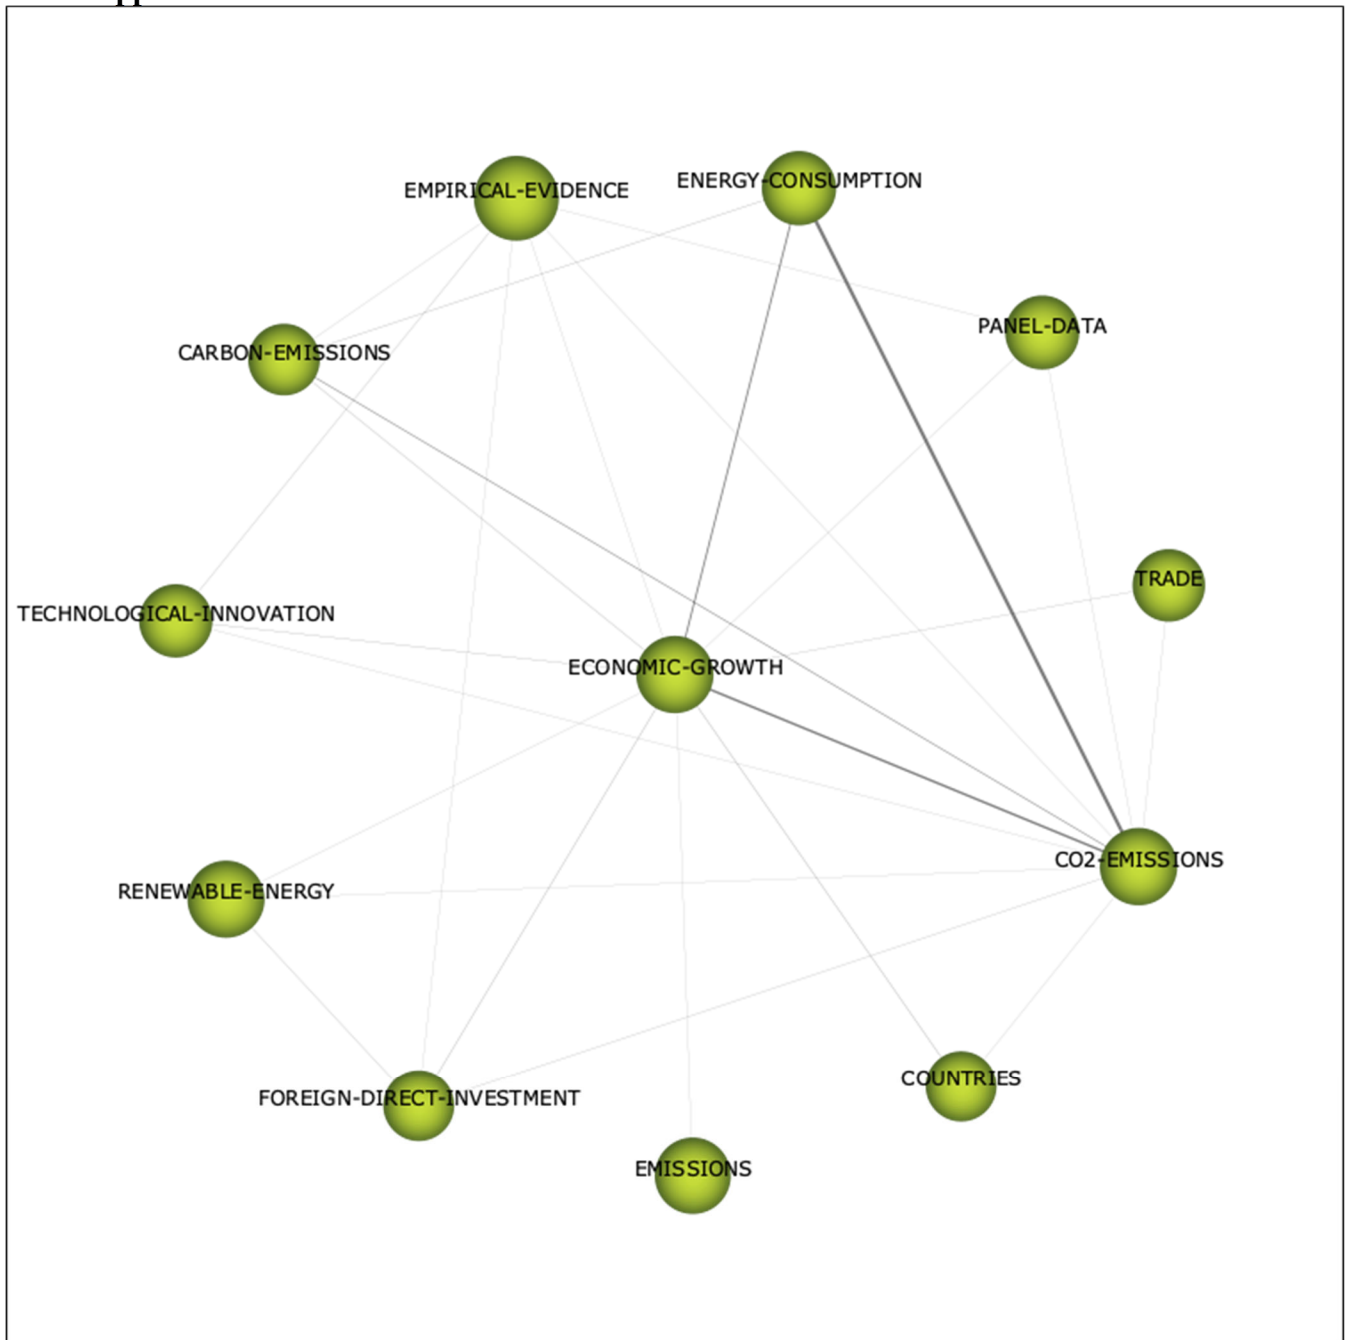 ENERGY-CONSUMPTION
EMPIRICAL-EVIDENCE
PANEL-DATA
CARBON-EMISSIONS
TRADE
TECHNOLOGICAL-INNOVATION
ECONOMIC-GROWTH
CO2-EMISSIONS
RENEWABLE-ENERGY
COUNTRIES
FOREIGN-DIRECT-INVESTMENT
EMISSIONS